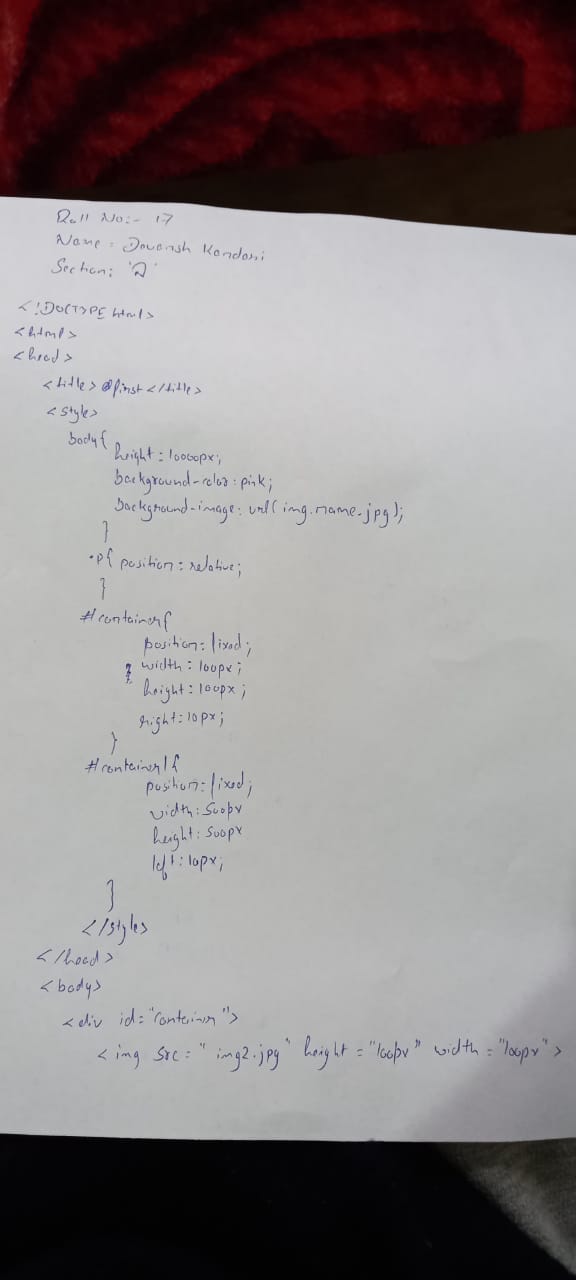 Roll No:- 17
Name: Devansh Kandari
Section: 'D'
<!DOCTYPE html>
<html>
<head>
<title> first </title>
<style>
body{
height: 10000px;
background-color: pink;
background-image: url(img.name.jpg);
}
.p{ position: relative;
}
#container{
position: fixed;
width: 100px;
height: 100px;
right: 10px;
}
#container1{
position: fixed;
width: 500px
height: 500px
left: 10px;
}
</style>
</head>
<body>
<div id="container">
<img src="img2.jpg" height="100px" width="100px">